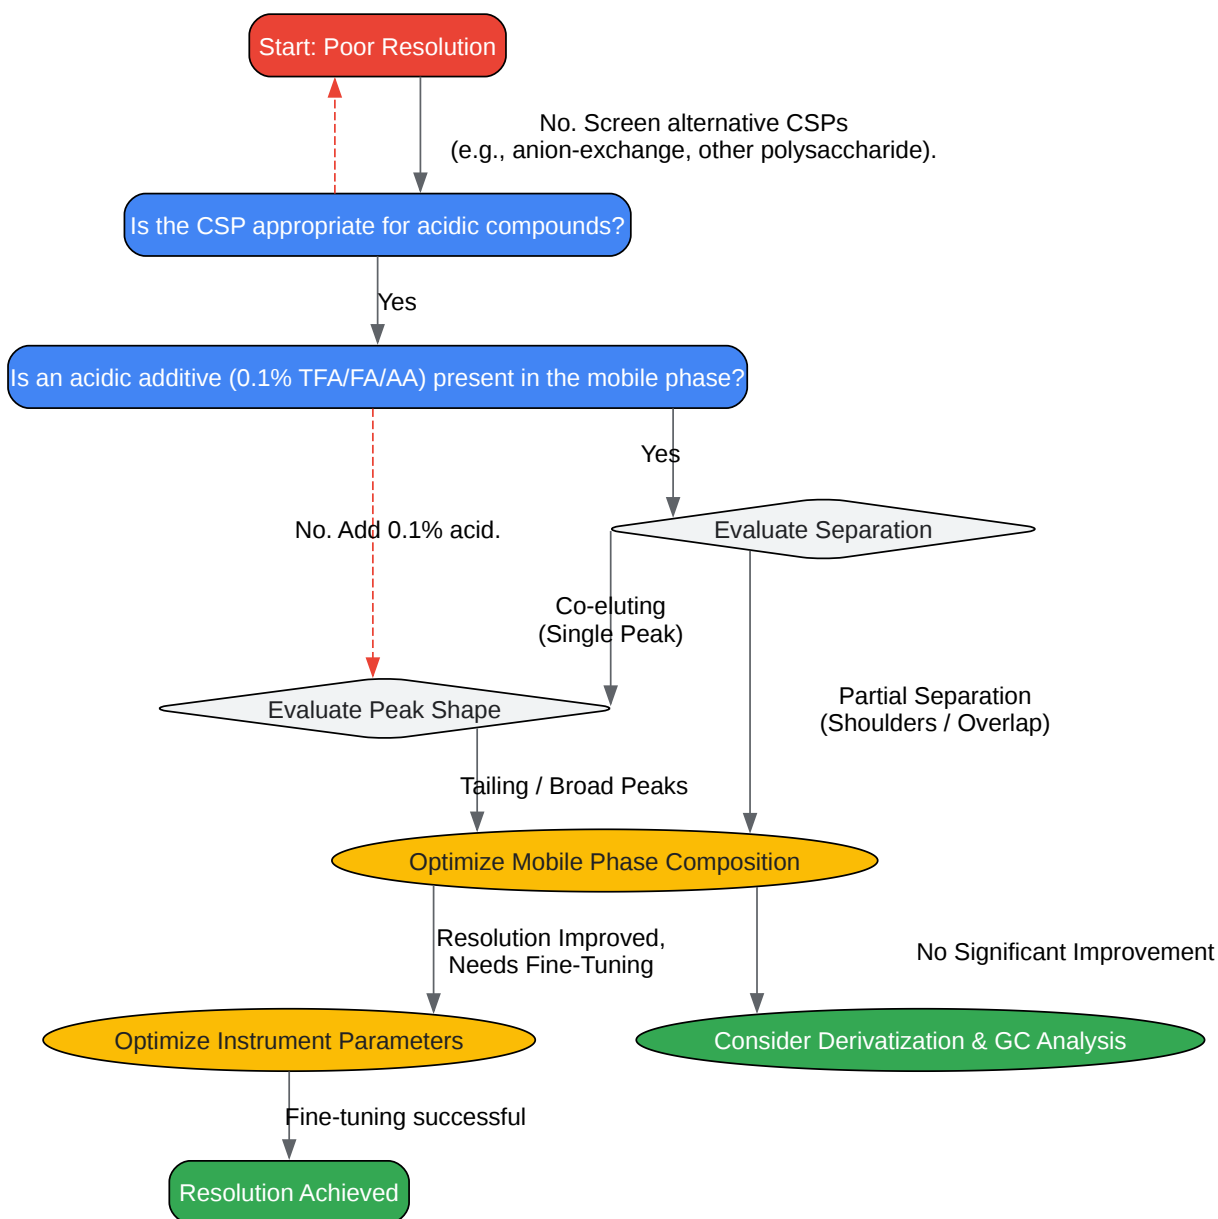 Start: Poor Resolution
No. Screen alternative CSPs
(e.g., anion-exchange, other polysaccharide).
Is the CSP appropriate for acidic compounds?
Yes
Is an acidic additive (0.1% TFA/FA/AA) present in the mobile phase?
Yes
No. Add 0.1% acid.
Evaluate Separation
Co-eluting
(Single Peak)
Evaluate Peak Shape
Partial Separation
(Shoulders / Overlap)
Tailing / Broad Peaks
Optimize Mobile Phase Composition
Resolution Improved,
Needs Fine-Tuning
No Significant Improvement
Optimize Instrument Parameters
Consider Derivatization & GC Analysis
Fine-tuning successful
Resolution Achieved